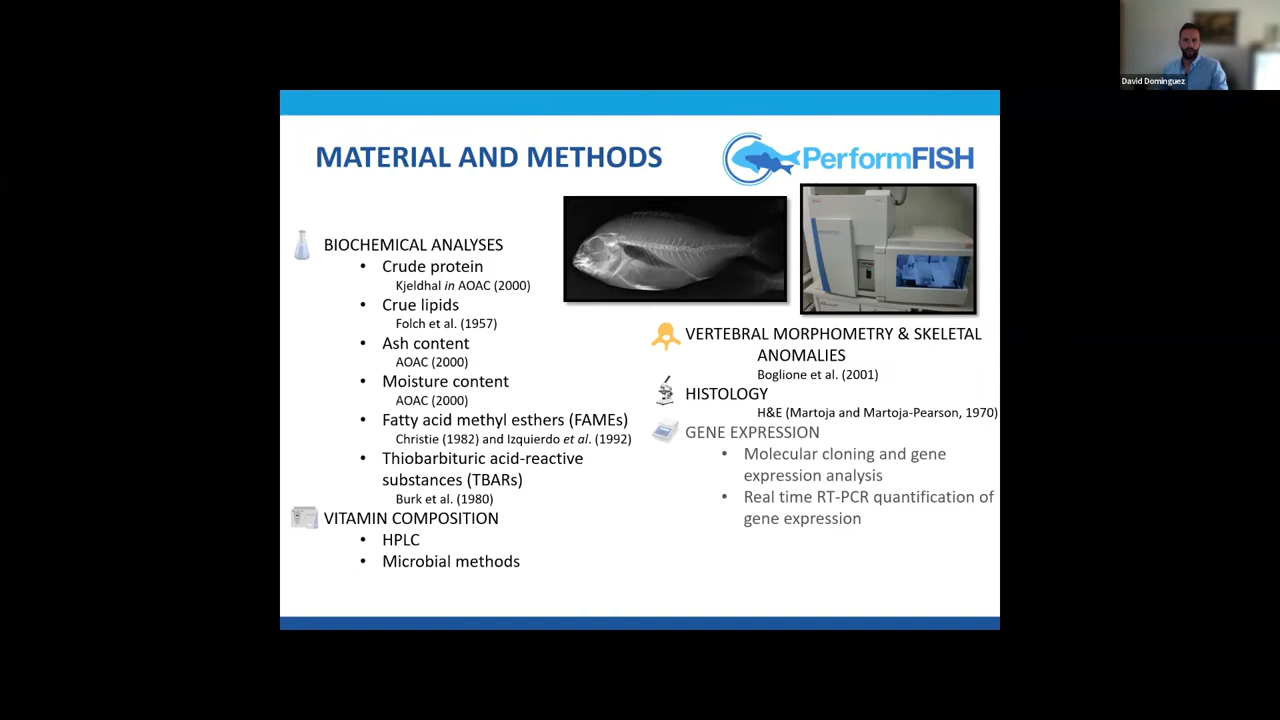 David Dominguez
MATERIAL AND METHODS
PerformFISH
BIOCHEMICAL ANALYSES
• Crude protein
Kjeldhal in AOAC (2000)
• Crue lipids
Folch et al. (1957)
• Ash content
AOAC (2000)
• Moisture content
AOAC (2000)
• Fatty acid methyl esthers (FAMEs)
Christie (1982) and Izquierdo et al. (1992)
• Thiobarbituric acid-reactive
substances (TBARs)
Burk et al. (1980)
VITAMIN COMPOSITION
• HPLC
• Microbial methods
VERTEBRAL MORPHOMETRY & SKELETAL
ANOMALIES
Boglione et al. (2001)
HISTOLOGY
H&E (Martoja and Martoja-Pearson, 1970)
GENE EXPRESSION
• Molecular cloning and gene
expression analysis
• Real time RT-PCR quantification of
gene expression